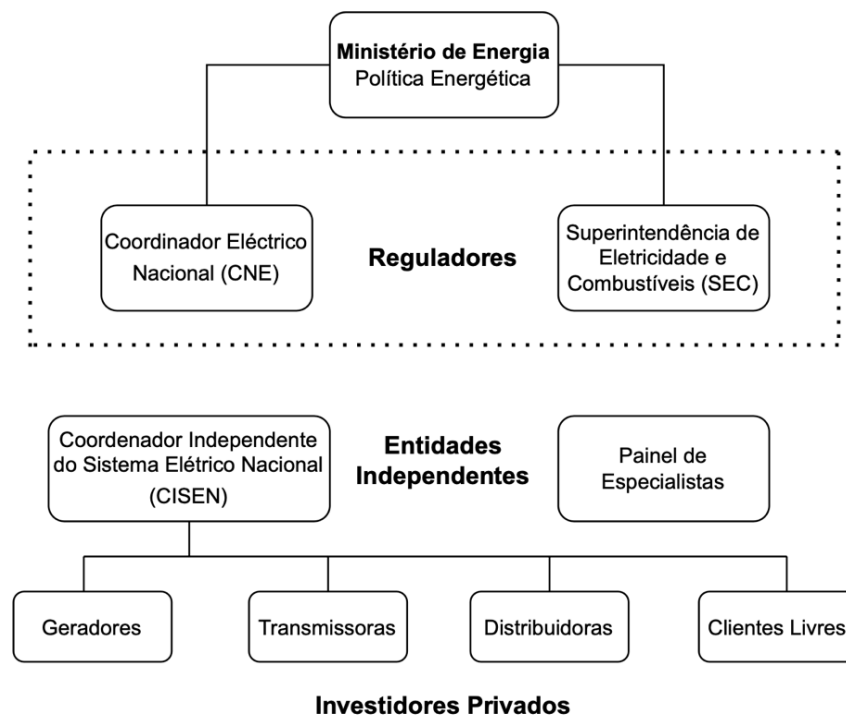 Ministério de Energia
Política Energética
Coordinador Eléctrico
Nacional (CNE)
Reguladores
Superintendência de
Eletricidade e
Combustíveis (SEC)
Coordenador Independente
do Sistema Elétrico Nacional
(CISEN)
Entidades
Independentes
Painel de
Especialistas
Geradores
Transmissoras
Distribuidoras
Clientes Livres
Investidores Privados